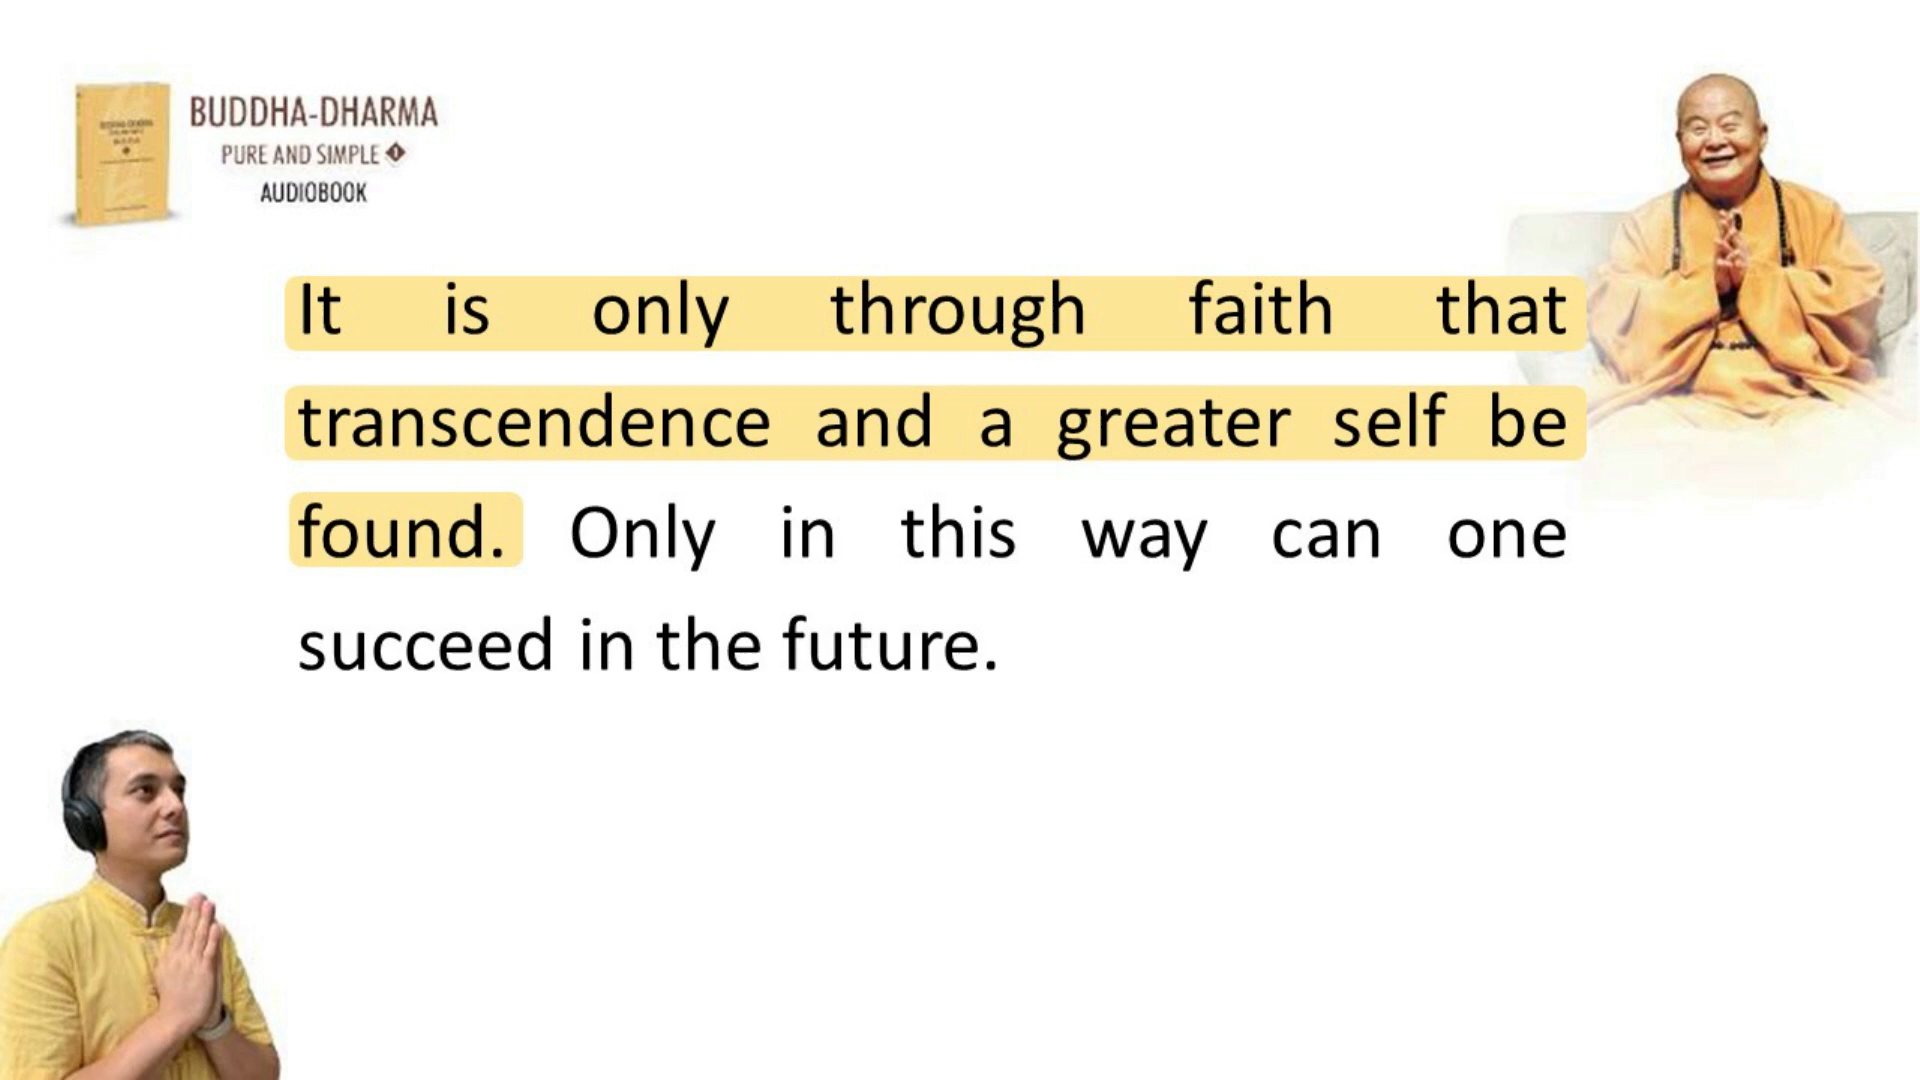 BUDDHA-DHARMA
PURE AND SIMPLE 1
AUDIOBOOK
It is only through faith that
transcendence and a greater self be
found. Only in this way can one
succeed in the future.